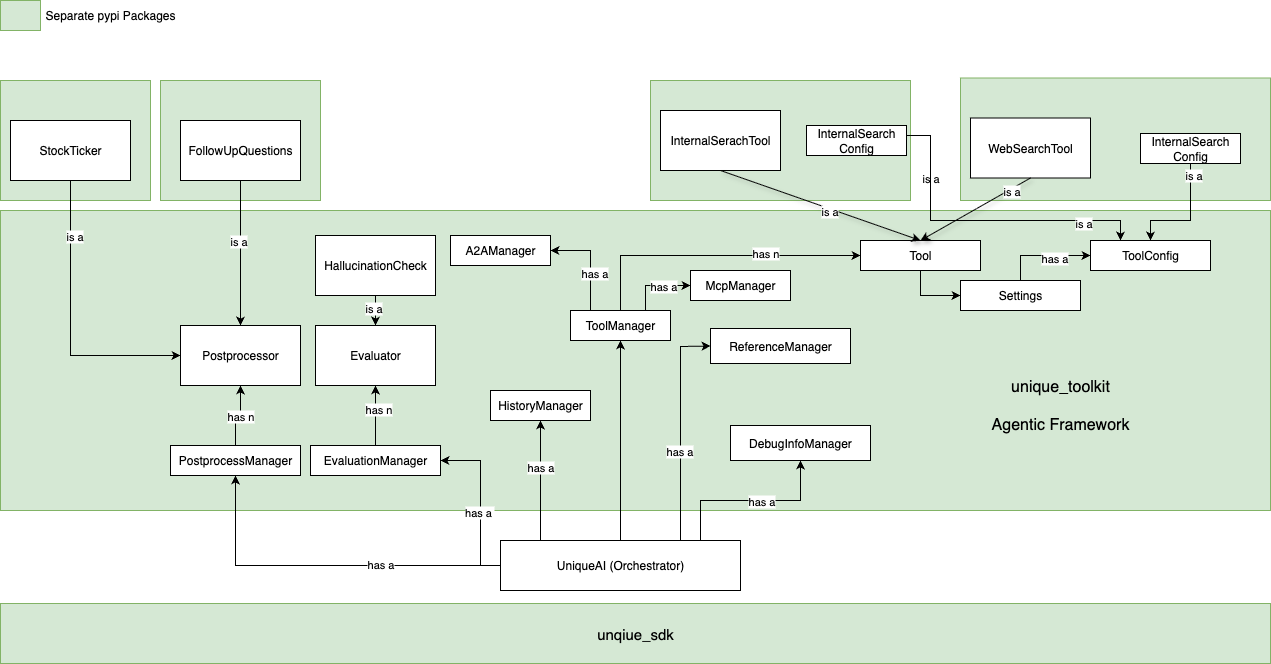 Separate pypi Packages
StockTicker
FollowUpQuestions
InternalSerachTool
InternalSearch
Config
WebSearchTool
InternalSearch
Config
is a
is a
is a
is a
is a
is a
is a
HallucinationCheck
A2AManager
has a
has n
Tool
has a
ToolConfig
has a
McpManager
Settings
is a
ToolManager
Postprocessor
Evaluator
ReferenceManager
unique_toolkit
Agentic Framework
has n
has n
HistoryManager
DebugInfoManager
PostprocessManager
EvaluationManager
has a
has a
has a
has a
has a
UniqueAI (Orchestrator)
unqiue_sdk